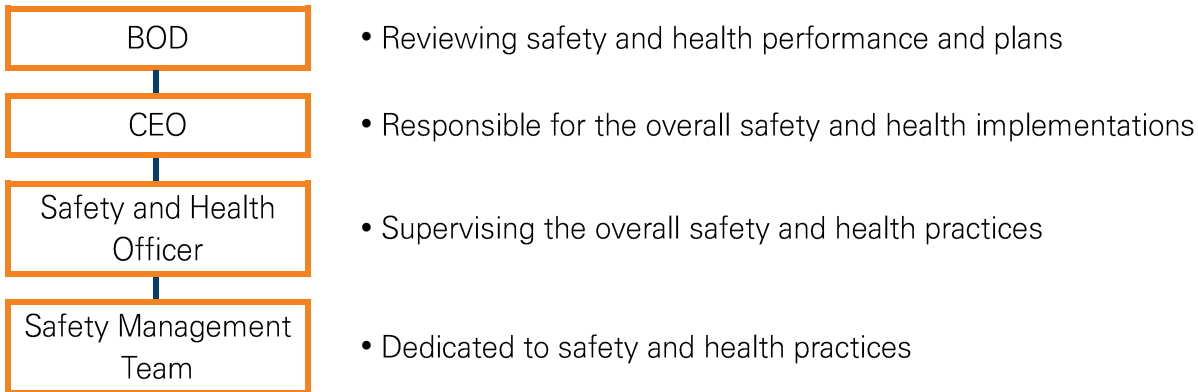 BOD
• Reviewing safety and health performance and plans
CEO
• Responsible for the overall safety and health implementations
Safety and Health
Officer
• Supervising the overall safety and health practices
Safety Management
Team
• Dedicated to safety and health practices